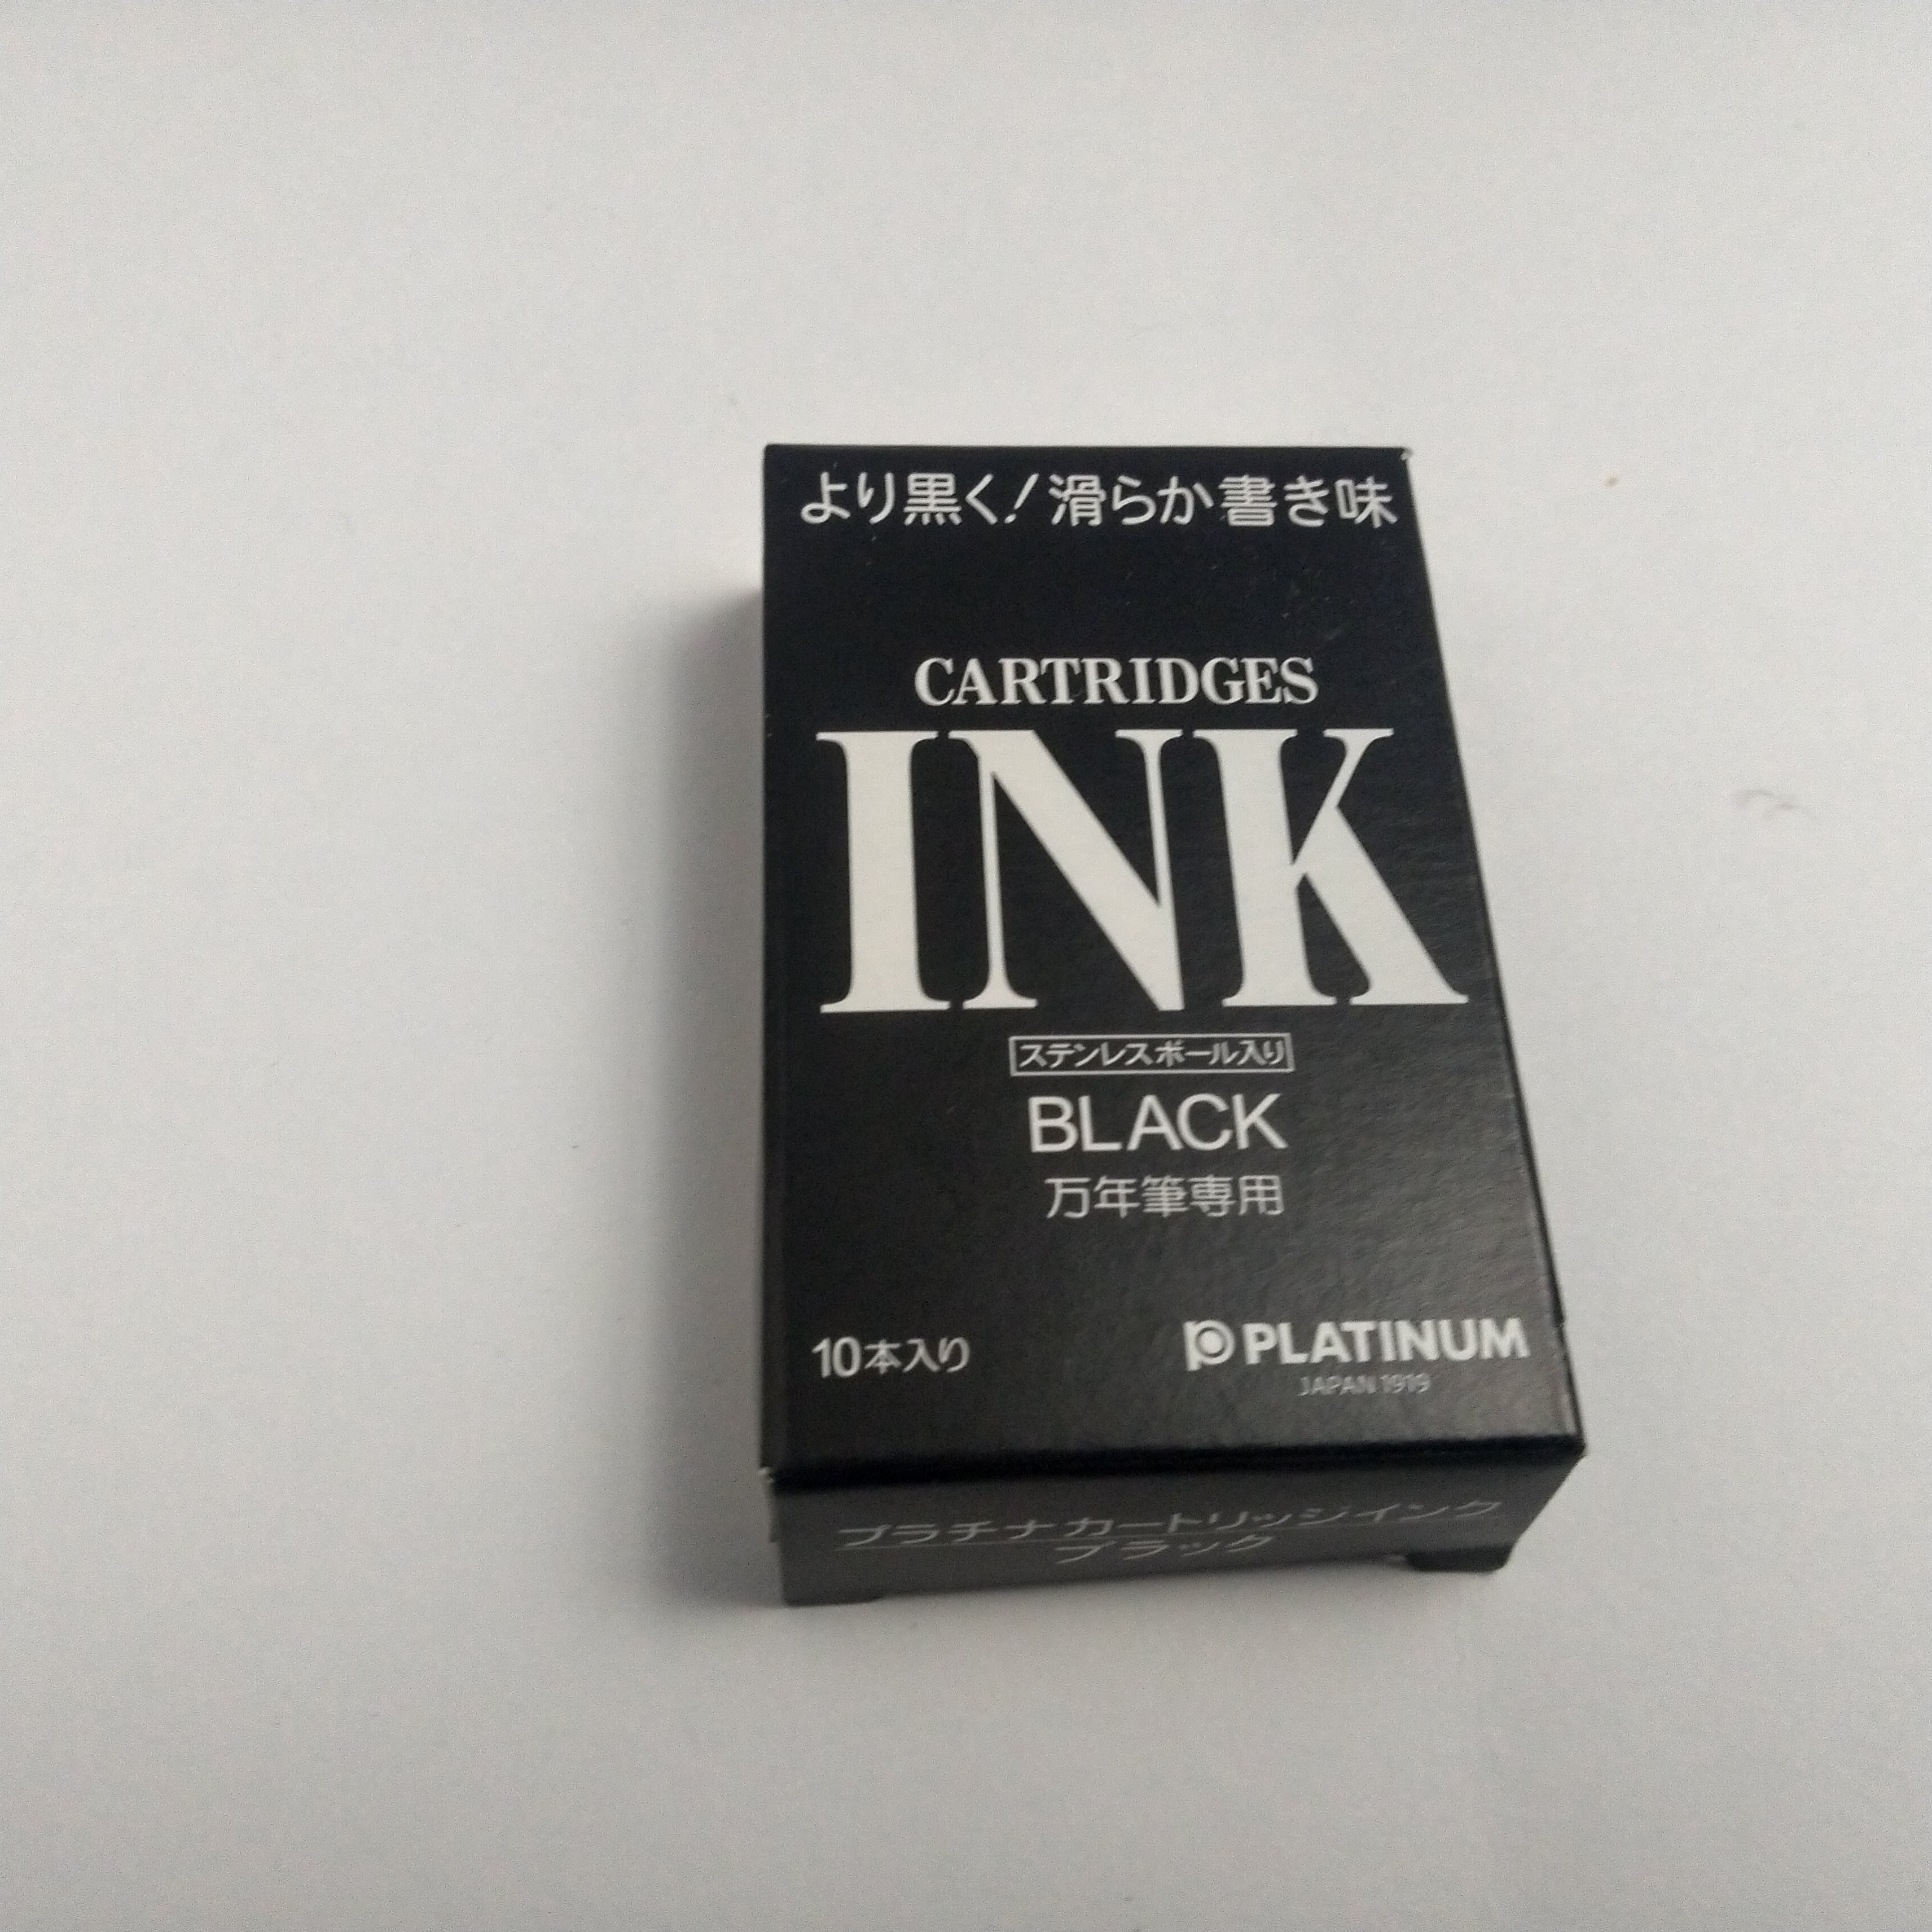 より黒く!滑らか書き味
CARTRIDGES
INK
ステンレスボール入り
BLACK
万年筆専用
10本入り
PLATINUM
JAPAN 1919
プラチナカートリッジインク
ブラック